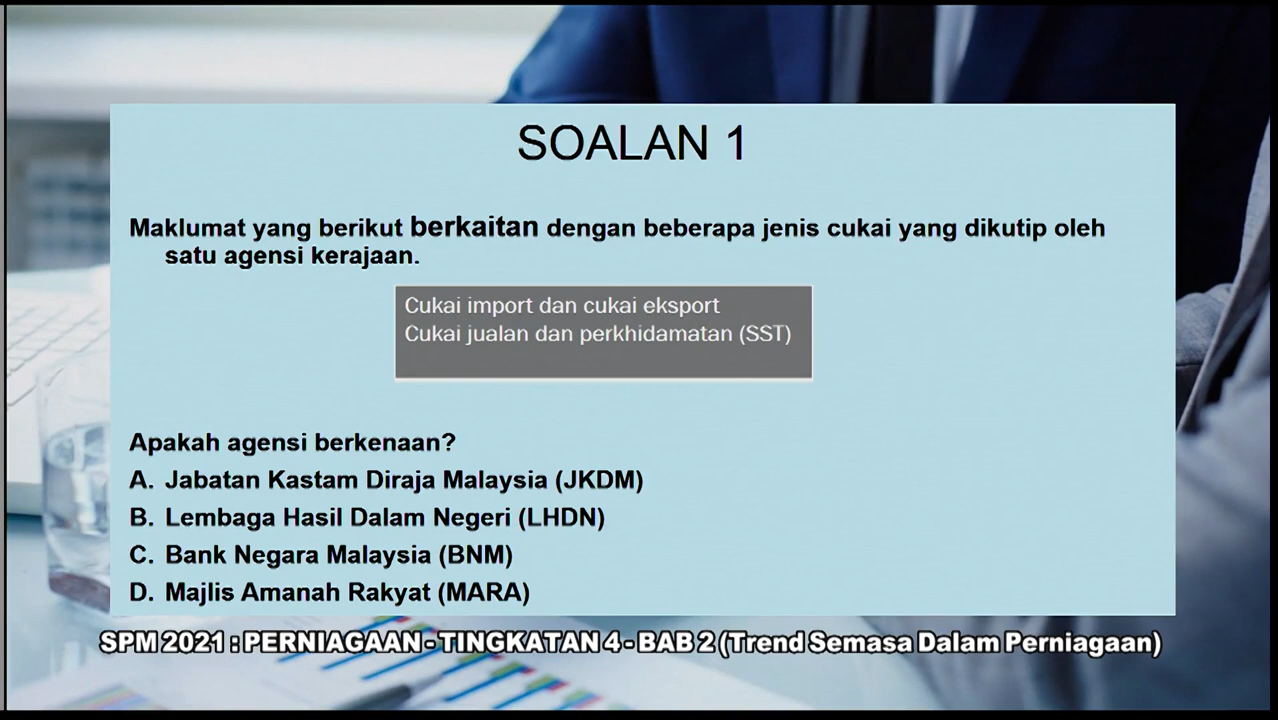 SOALAN 1
Maklumat yang berikut berkaitan dengan beberapa jenis cukai yang dikutip oleh
satu agensi kerajaan.
Cukai import dan cukai eksport
Cukai jualan dan perkhidmatan (SST)
Apakah agensi berkenaan?
A. Jabatan Kastam Diraja Malaysia (JKDM)
B. Lembaga Hasil Dalam Negeri (LHDN)
C. Bank Negara Malaysia (BNM)
D. Majlis Amanah Rakyat (MARA)
SPM 2021 : PERNIAGAAN - TINGKATAN 4 - BAB 2 (Trend Semasa Dalam Perniagaan)